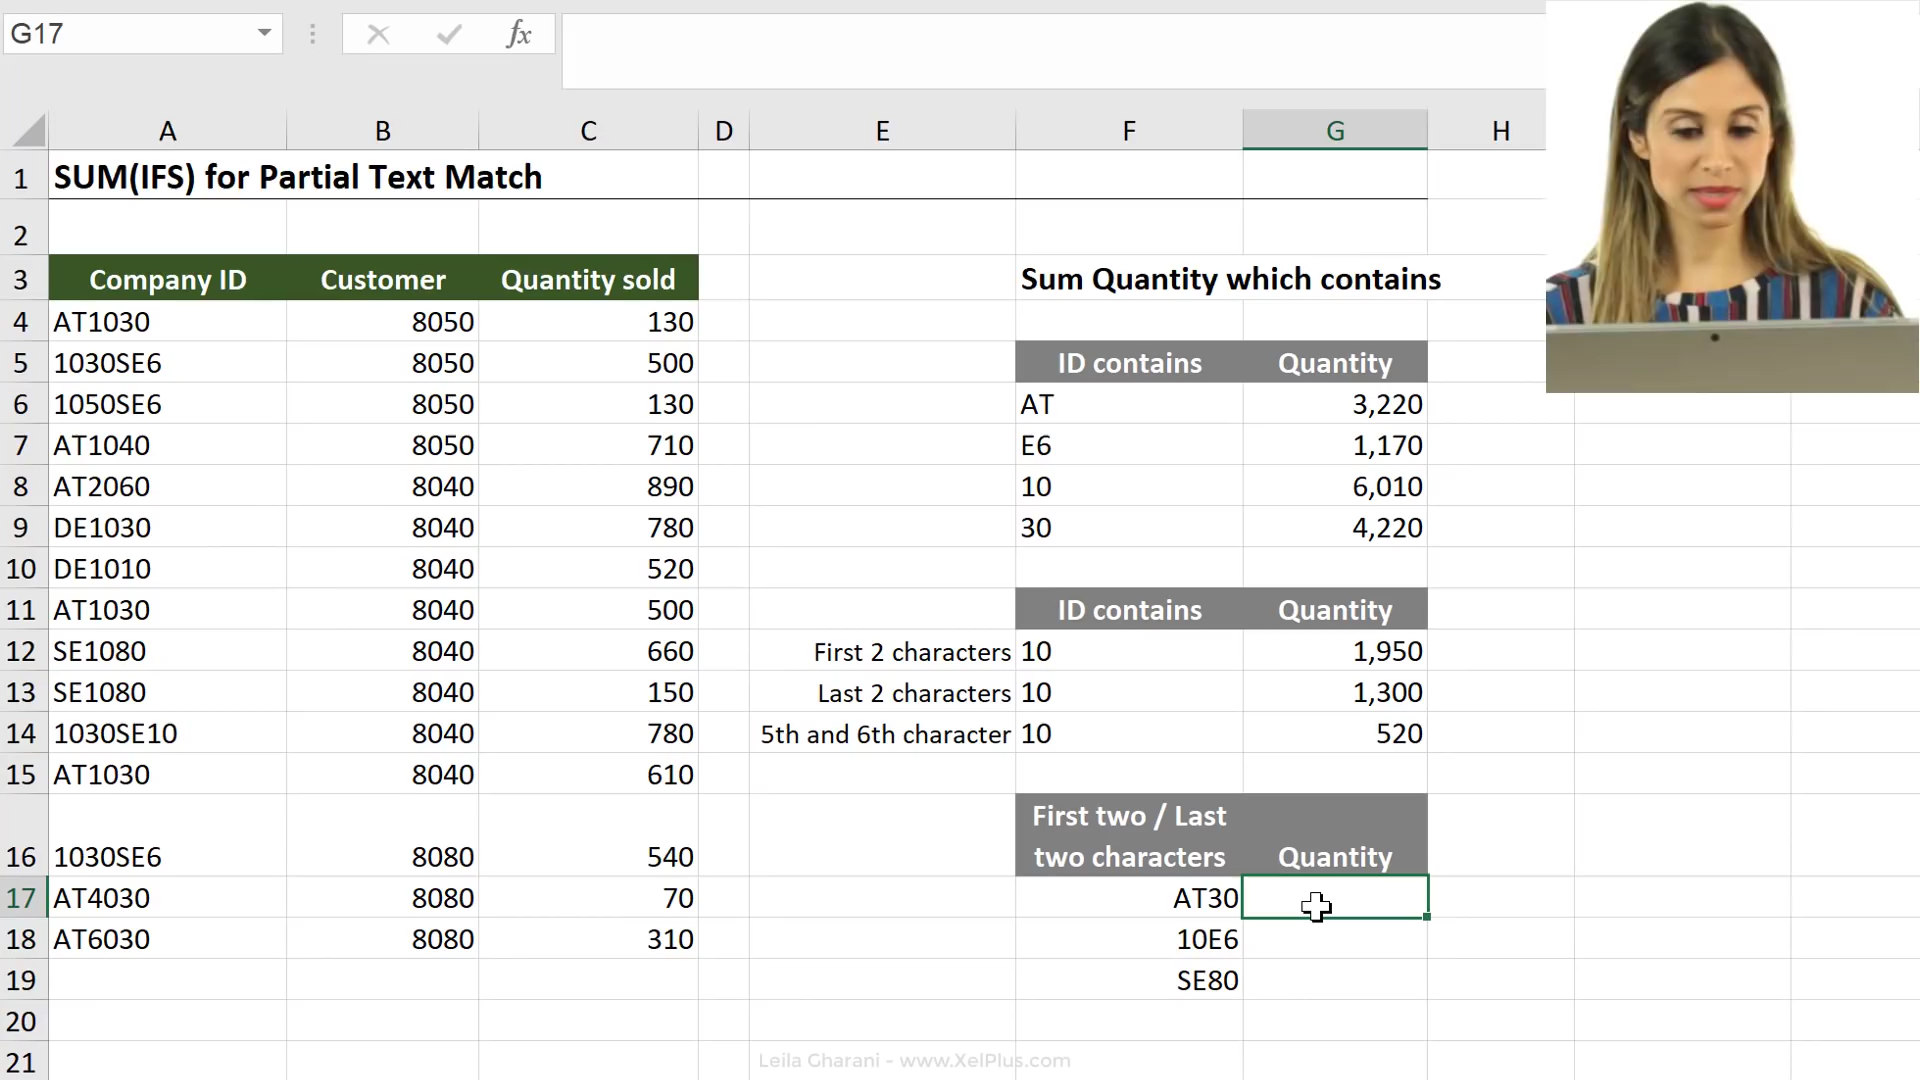 G17
fx
A B C D E F G H
1 SUM(IFS) for Partial Text Match
2
3 Company ID Customer Quantity sold Sum Quantity which contains
4 AT1030 8050 130
5 1030SE6 8050 500 ID contains Quantity
6 1050SE6 8050 130 AT 3,220
7 AT1040 8050 710 E6 1,170
8 AT2060 8040 890 10 6,010
9 DE1030 8040 780 30 4,220
10 DE1010 8040 520
11 AT1030 8040 500 ID contains Quantity
12 SE1080 8040 660 First 2 characters 10 1,950
13 SE1080 8040 150 Last 2 characters 10 1,300
14 1030SE10 8040 780 5th and 6th character 10 520
15 AT1030 8040 610
First two / Last
16 1030SE6 8080 540 two characters Quantity
17 AT4030 8080 70 AT30
18 AT6030 8080 310 10E6
19 SE80
20
21
Leila Gharani - www.XelPlus.com